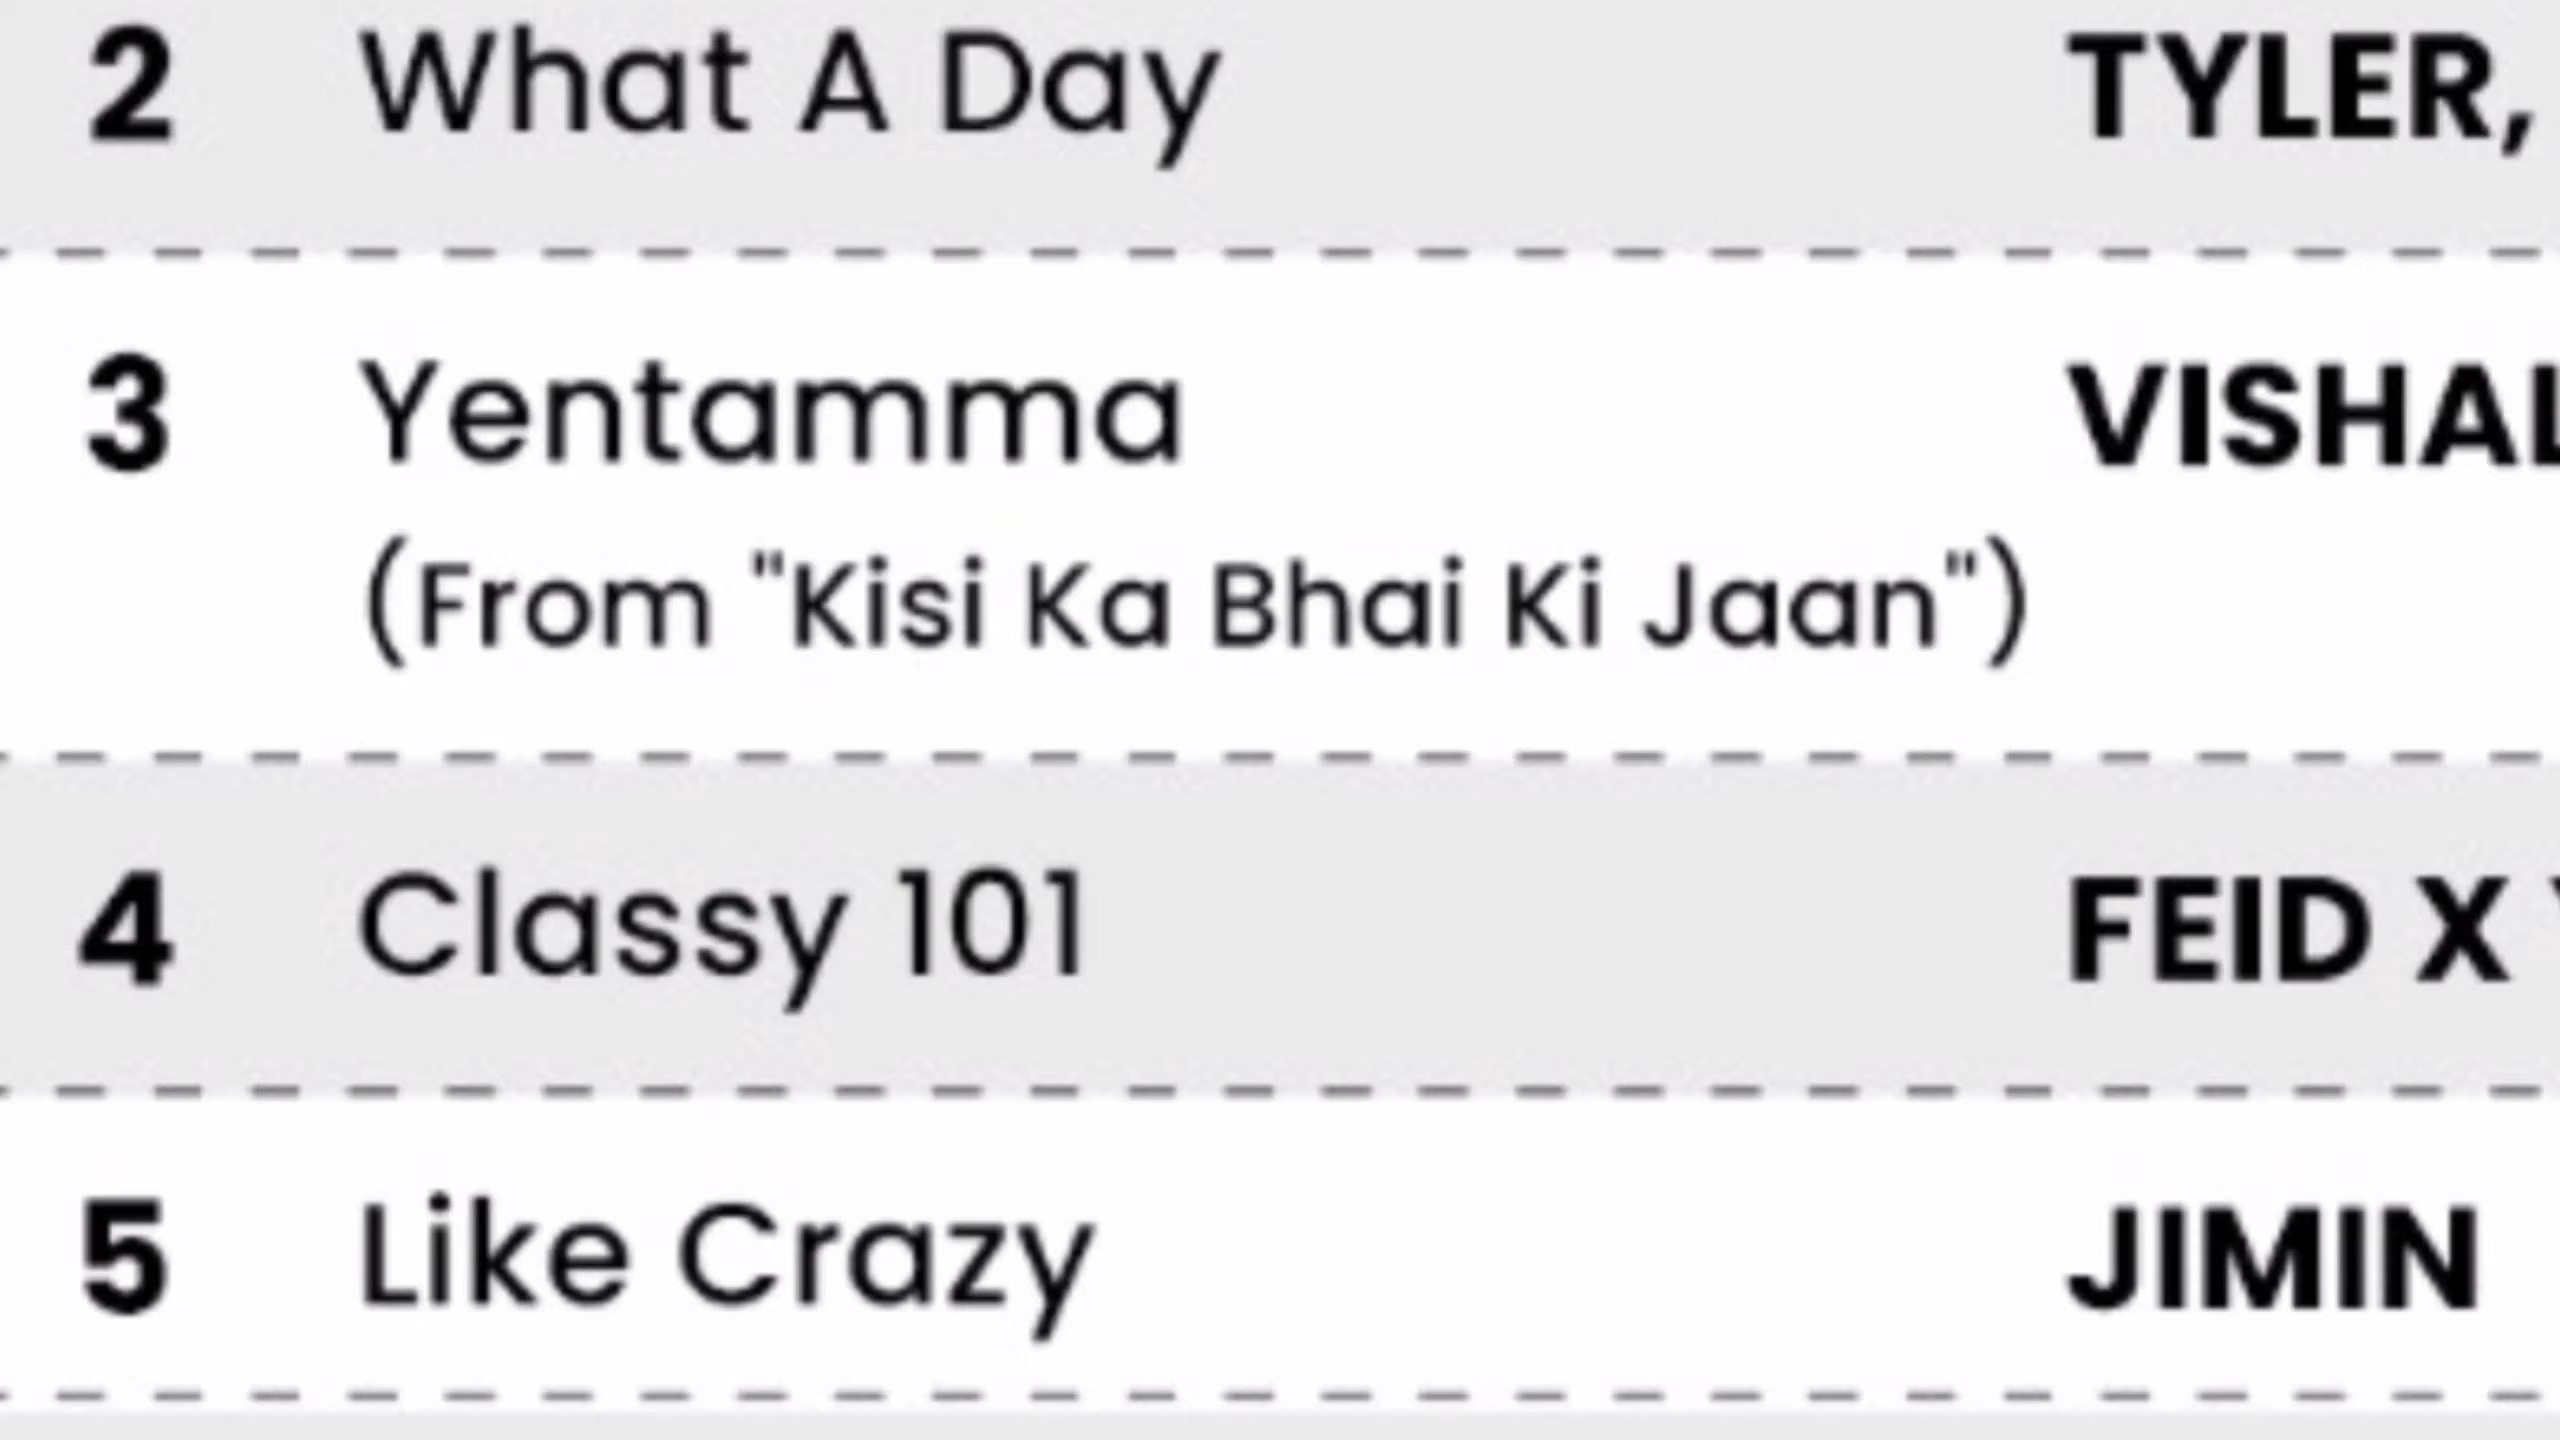 2 What A Day TYLER,
3 Yentamma VISHAL
(From "Kisi Ka Bhai Ki Jaan")
4 Classy 101 FEID X
5 Like Crazy JIMIN